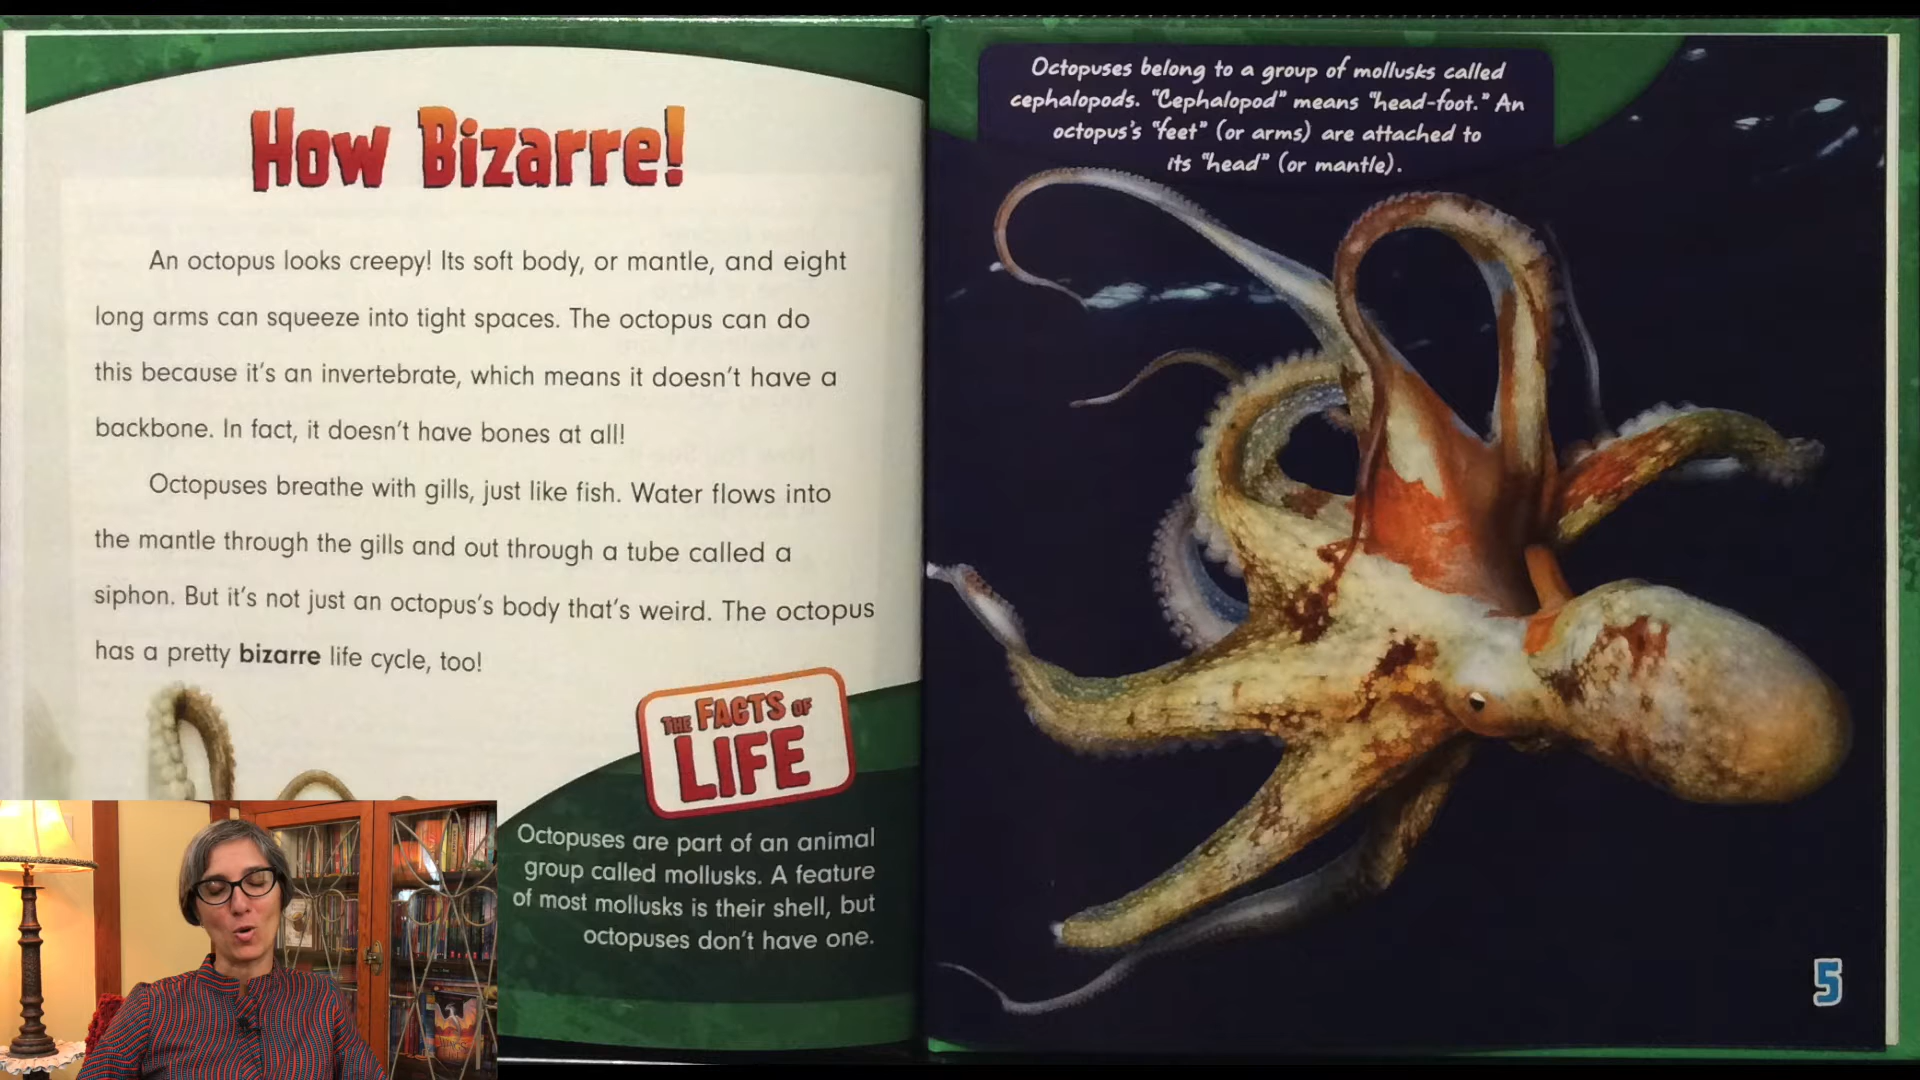 How Bizarre!
An octopus looks creepy! Its soft body, or mantle, and eight
long arms can squeeze into tight spaces. The octopus can do
this because it's an invertebrate, which means it doesn't have a
backbone. In fact, it doesn't have bones at all!
Octopuses breathe with gills, just like fish. Water flows into
the mantle through the gills and out through a tube called a
siphon. But it's not just an octopus's body that's weird. The octopus
has a pretty bizarre life cycle, too!
THE FACTS OF
LIFE
Octopuses are part of an animal
group called mollusks. A feature
of most mollusks is their shell, but
octopuses don't have one.
Octopuses belong to a group of mollusks called
cephalopods. "Cephalopod" means "head-foot." An
octopus's "feet" (or arms) are attached to
its "head" (or mantle).
5